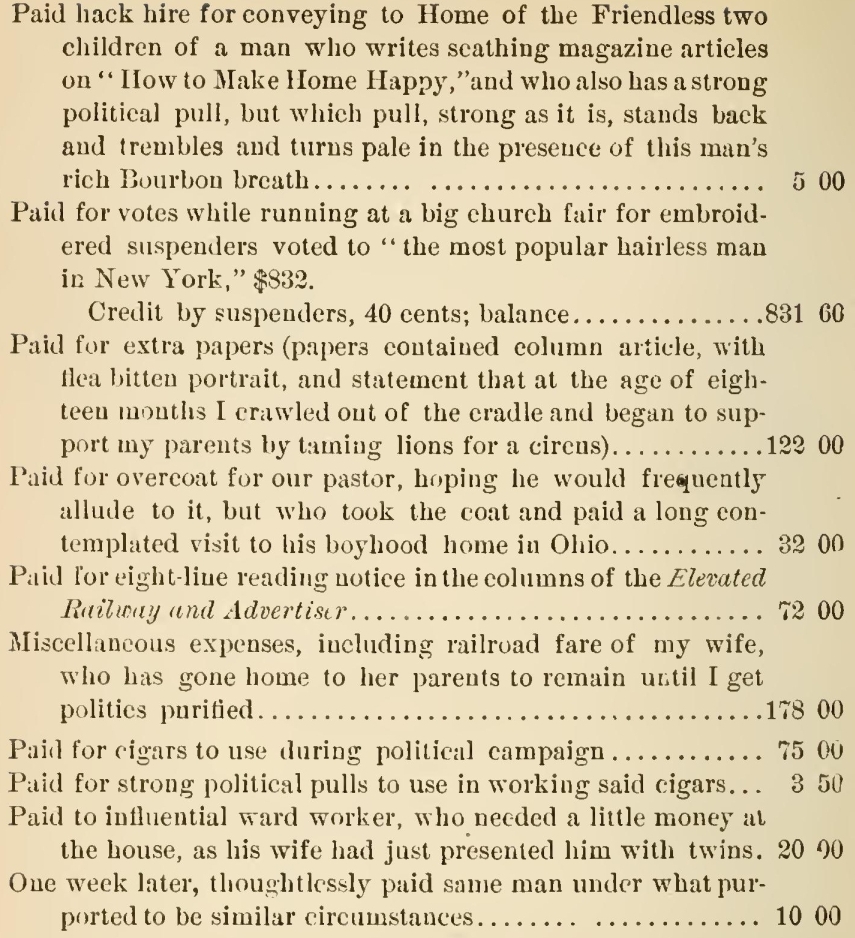 Paid hack hire for conveying to Home of the Friendless two
children of a man who writes scathing magazine articles
on “How to Make Home Happy,” and who also has a strong
political pull, but which pull, strong as it is, stands back
and trembles and turns pale in the presence of this man's
rich Bourbon breath........ ........................... 5 00
Paid for votes while running at a big church fair for embroid-
ered suspenders voted to “the most popular hairless man
in New York,” $832.
Credit by suspenders, 40 cents; balance...............831 60
Paid for extra papers (papers contained column article, with
flea bitten portrait, and statement that at the age of eigh-
teen months I crawled out of the cradle and began to sup-
port my parents by taming lions for a circus)............122 00
Paid for overcoat for our pastor, hoping he would frequently
allude to it, but who took the coat and paid a long con-
templated visit to his boyhood home in Ohio............ 32 00
Paid for eight-line reading notice in the columns of the Elevated
Railway and Advertiser................................. 72 00
Miscellaneous expenses, including railroad fare of my wife,
who has gone home to her parents to remain until I get
politics purified........................................178 00
Paid for cigars to use during political campaign............ 75 00
Paid for strong political pulls to use in working said cigars... 3 50
Paid to influential ward worker, who needed a little money at
the house, as his wife had just presented him with twins. 20 00
One week later, thoughtlessly paid same man under what pur-
ported to be similar circumstances........ ............. 10 00